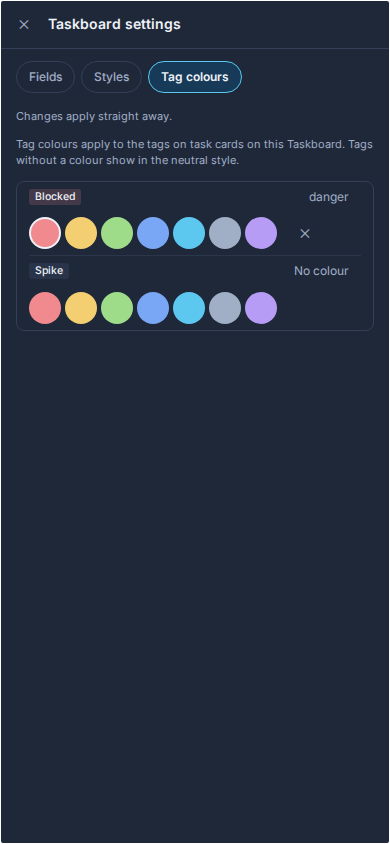 Taskboard settings
Fields Styles Tag colours
Changes apply straight away.
Tag colours apply to the tags on task cards on this Taskboard. Tags
without a colour show in the neutral style.
Blocked danger
Spike No colour